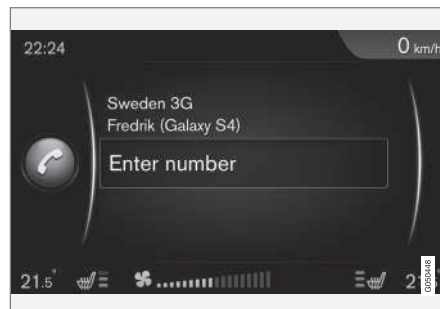 22:24
0 km/h
Sweden 3G
Fredrik (Galaxy S4)
Enter number
21.5°
G050448